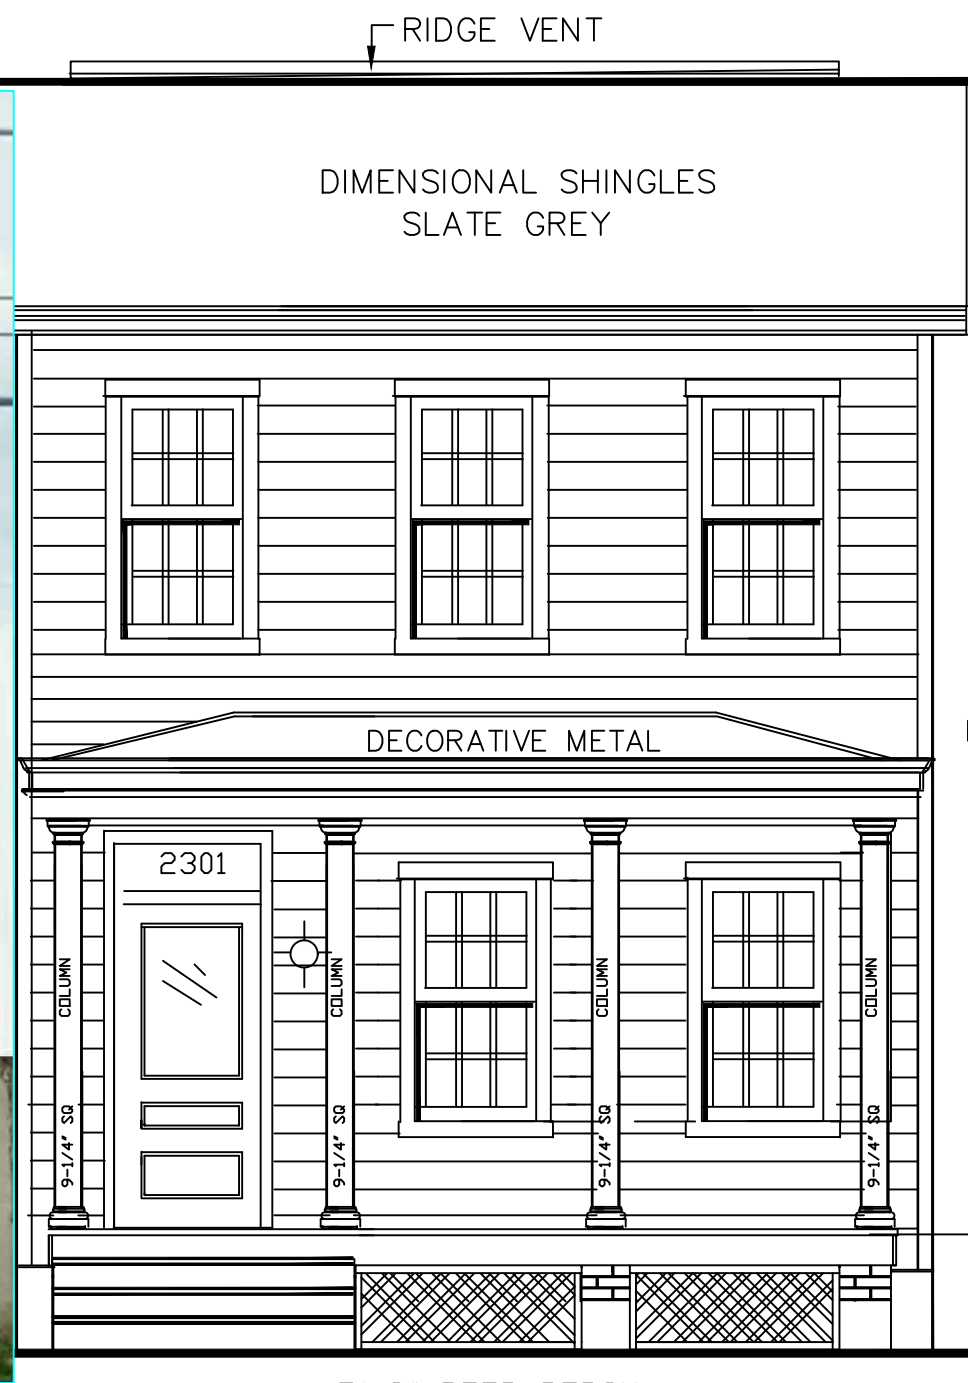 RIDGE VENT
DIMENSIONAL SHINGLES
SLATE GREY
DECORATIVE METAL
2301
9-1/4" SQ COLUMN
9-1/4" SQ COLUMN
9-1/4" SQ COLUMN
9-1/4" SQ COLUMN